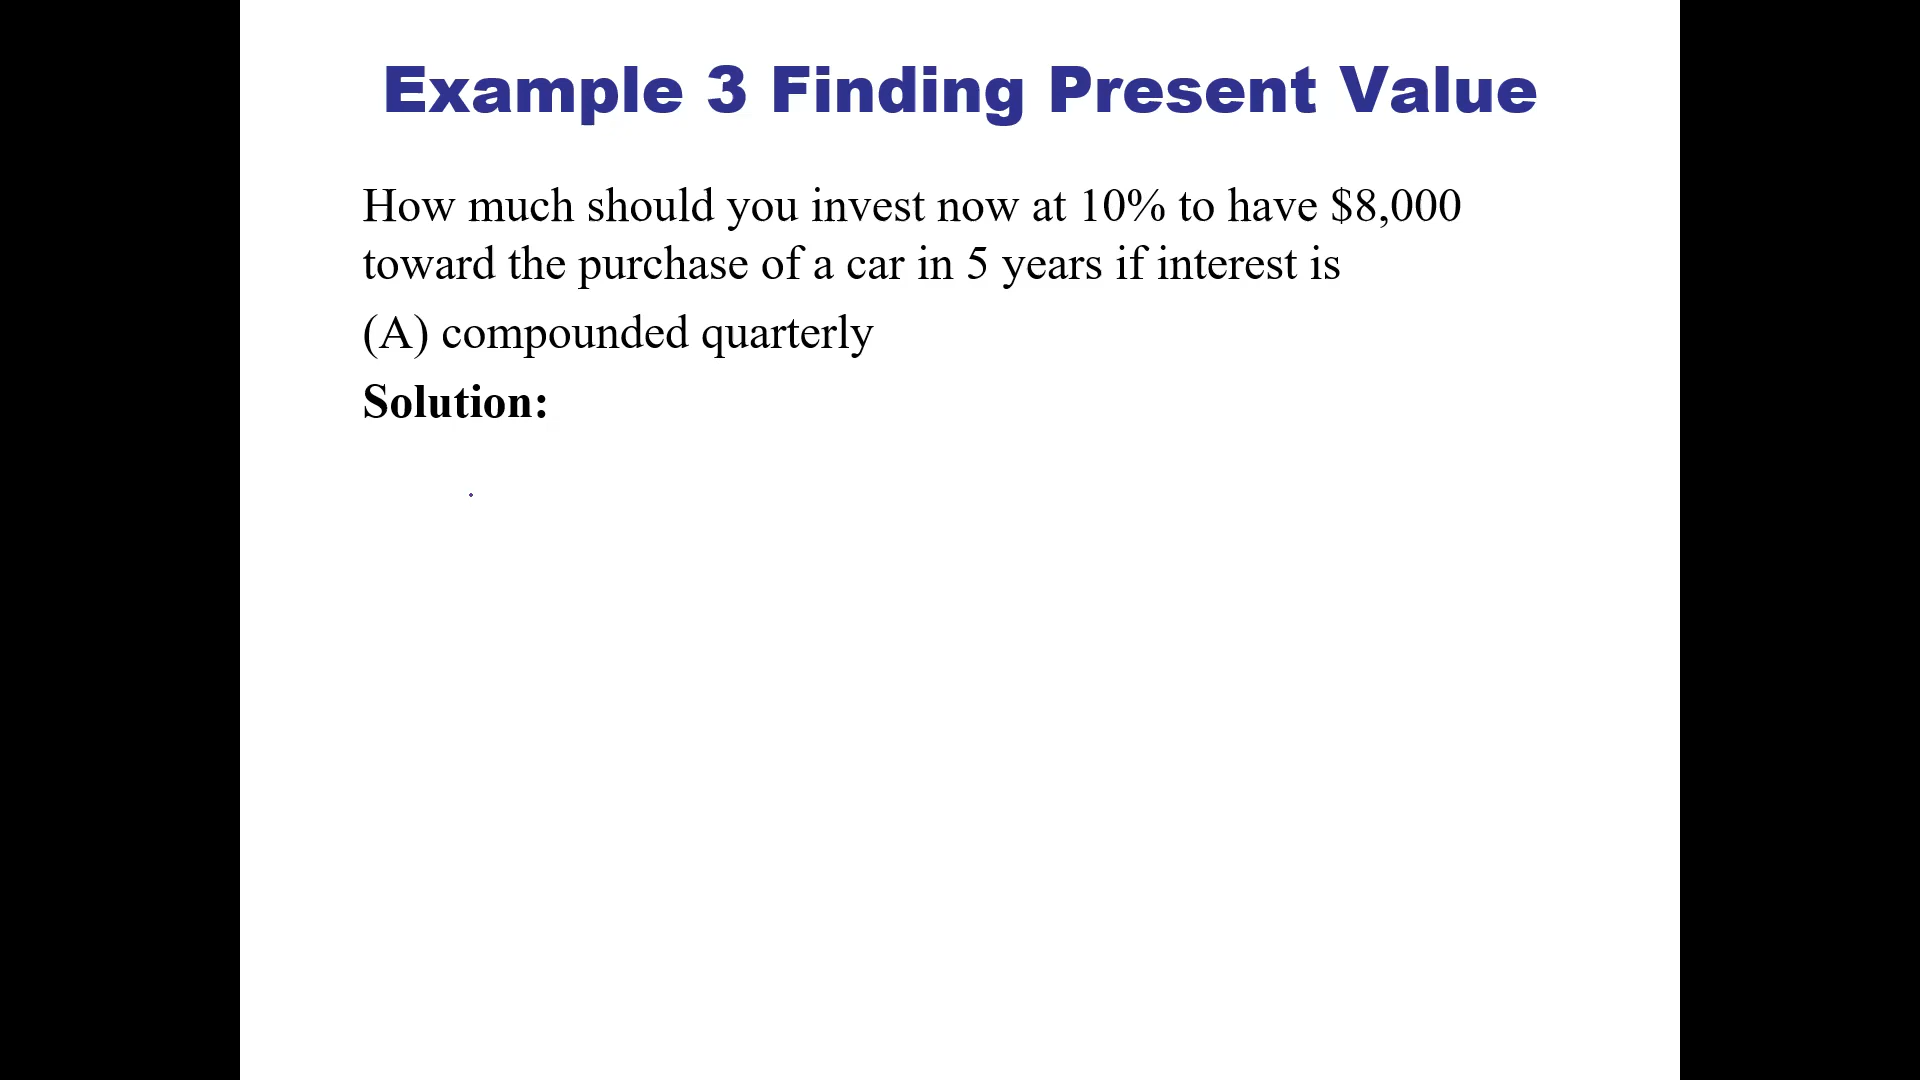 Example 3 Finding Present Value
How much should you invest now at 10% to have $8,000
toward the purchase of a car in 5 years if interest is
(A) compounded quarterly
Solution: